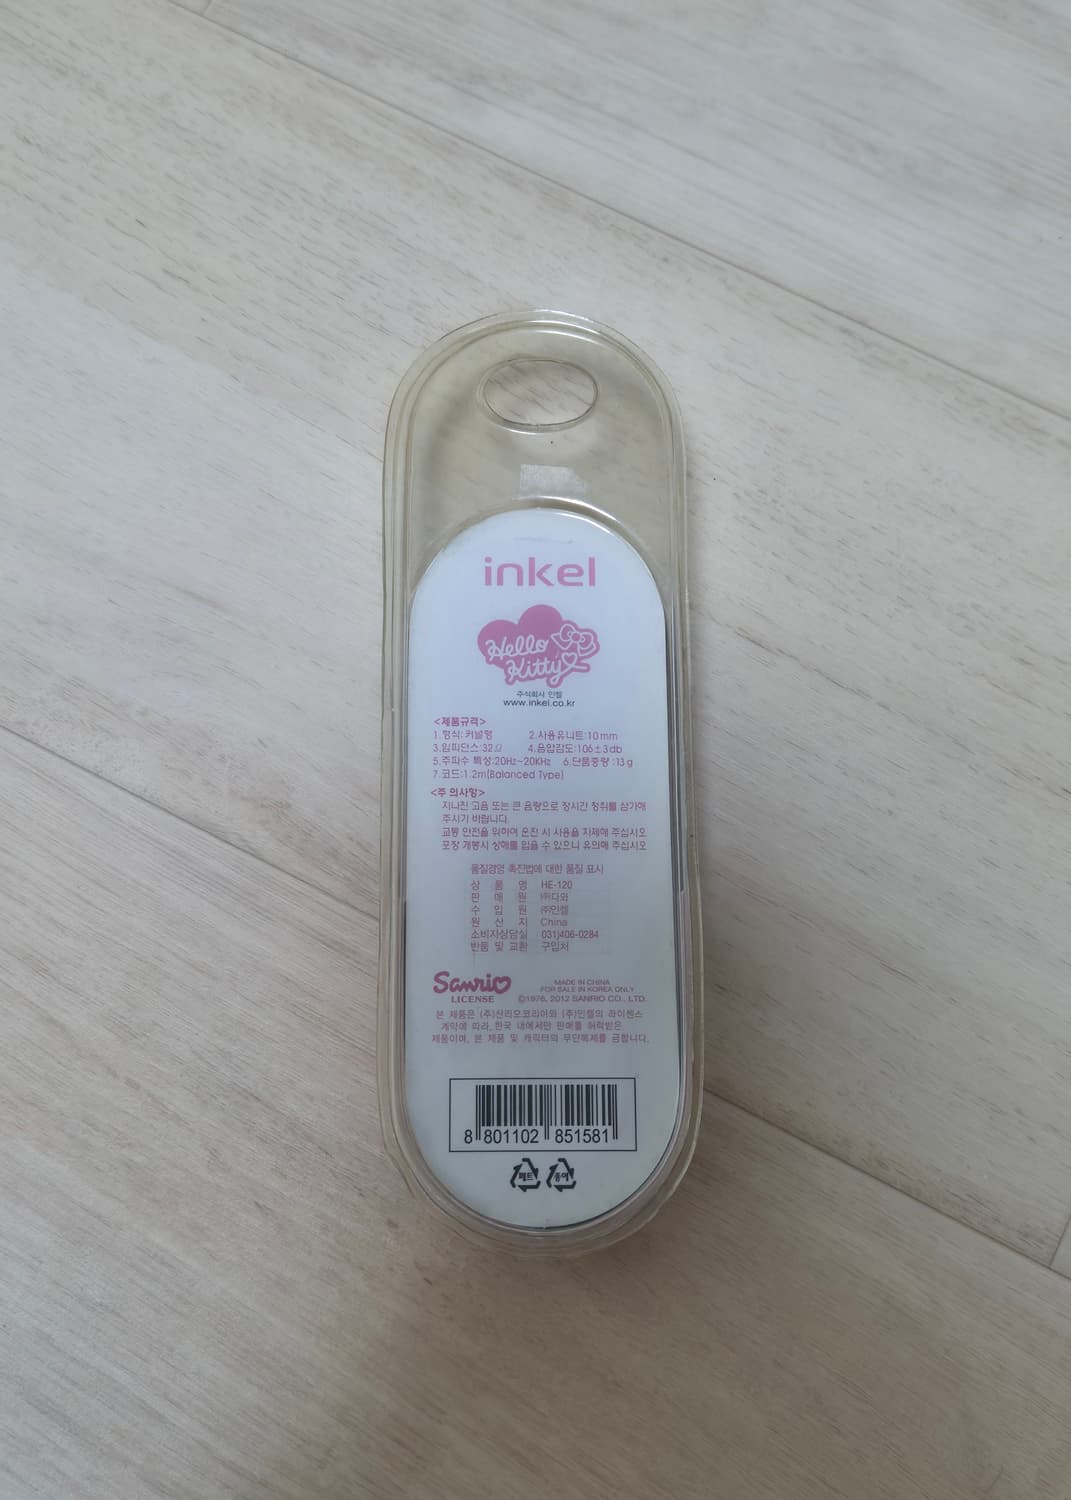 inkel
Hello
Kitty
주식회사 인켈
www.inkel.co.kr
<제품규격>
1.형식:커널형 2.사용유니트:10mm
3.임피던스:32Ω 4.음압감도:106±3db
5.주파수 특성:20Hz~20KHz 6.단품중량:13g
7.코드:1.2m(Balanced Type)
<주 의사항>
지나친 고음 또는 큰 음량으로 장시간 청취를 삼가해
주시기 바랍니다.
교통 안전을 위하여 운전 시 사용을 자제해 주십시오
포장 개봉시 상해를 입을 수 있으니 유의해 주십시오
품질경영 촉진법에 대한 품질 표시
상 품 명 HE-120
판 매 원 ㈜다와
수 입 원 ㈜인켈
원 산 지 China
소비자상담실 031)406-0284
반품 및 교환 구입처
Sanrio
LICENSE
MADE IN CHINA
FOR SALE IN KOREA ONLY
©1976, 2012 SANRIO CO., LTD.
본 제품은 (주)산리오코리아와 (주)인켈의 라이센스
계약에 따라, 한국 내에서만 판매를 허락받은
제품이며, 본 제품 및 캐릭터의 무단복제를 금합니다.
8 801102 851581
페트 종이